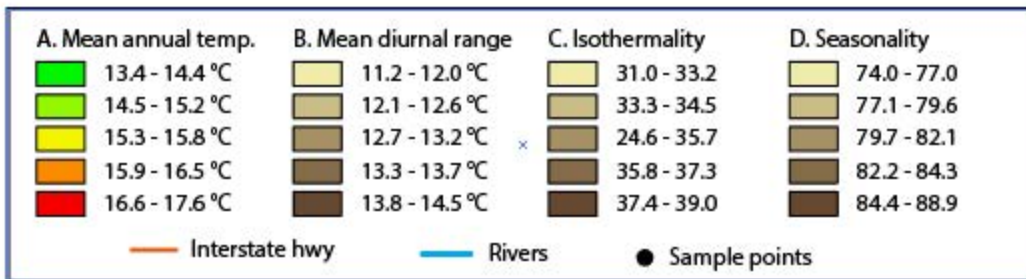 A. Mean annual temp. B. Mean diurnal range C. Isothermality D. Seasonality
13.4 - 14.4 °C 11.2 - 12.0 °C 31.0 - 33.2 74.0 - 77.0
14.5 - 15.2 °C 12.1 - 12.6 °C 33.3 - 34.5 77.1 - 79.6
15.3 - 15.8 °C 12.7 - 13.2 °C 24.6 - 35.7 79.7 - 82.1
15.9 - 16.5 °C 13.3 - 13.7 °C 35.8 - 37.3 82.2 - 84.3
16.6 - 17.6 °C 13.8 - 14.5 °C 37.4 - 39.0 84.4 - 88.9
Interstate hwy Rivers Sample points